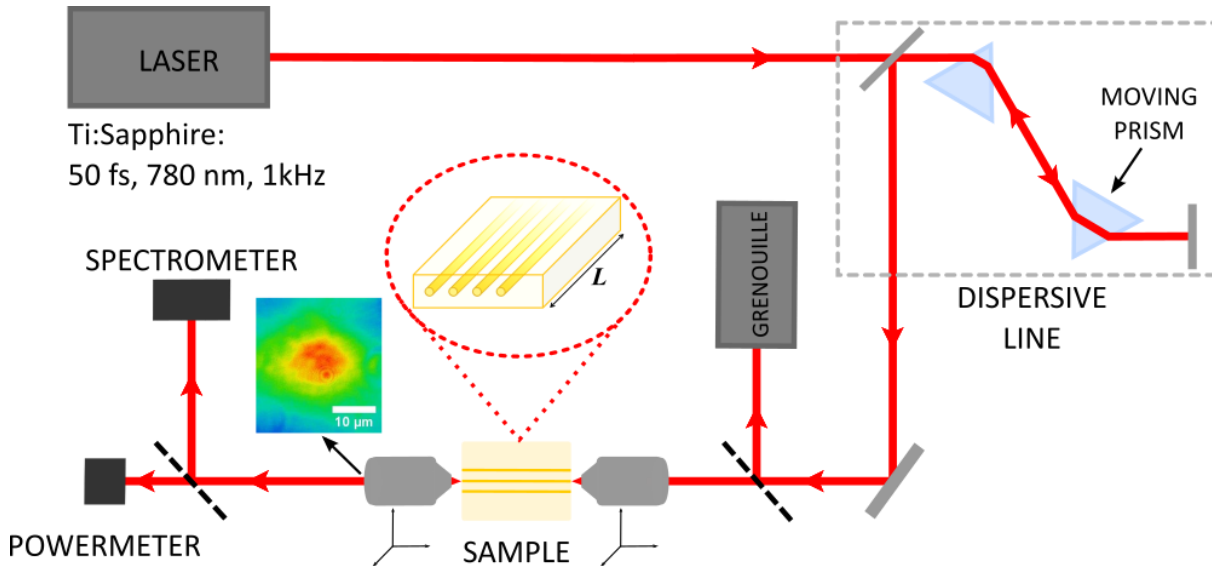 LASER
Ti:Sapphire:
50 fs, 780 nm, 1kHz
MOVING
PRISM
DISPERSIVE
LINE
GRENOUILLE
L
SPECTROMETER
10 μm
POWERMETER
SAMPLE